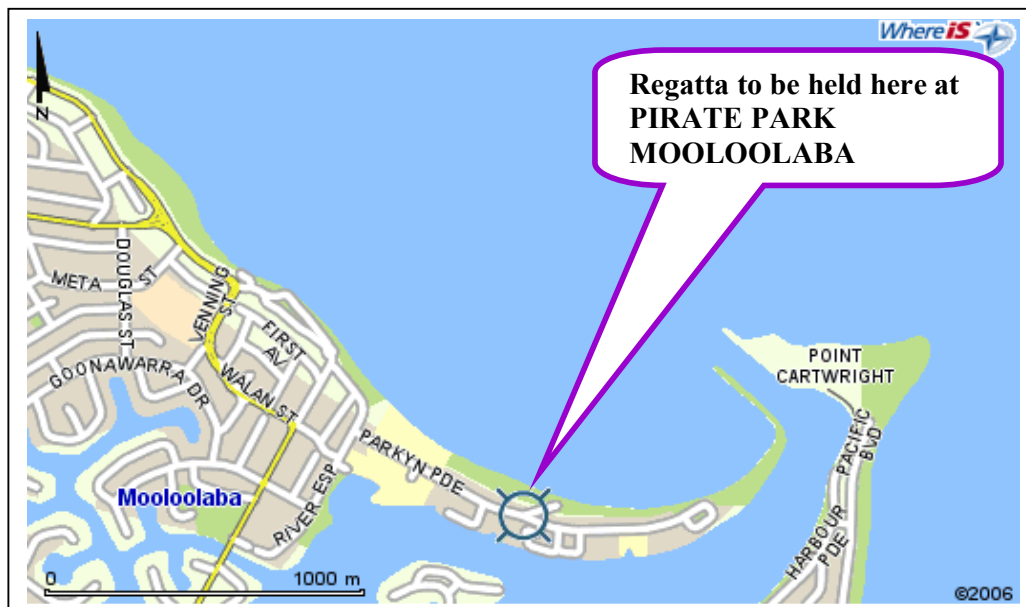 WhereiS
Regatta to be held here at
PIRATE PARK
MOOLOOLABA
N
META ST
DOUGLAS ST
VENNING ST
FIRST AV
GOONAWARRA DR
WALAN ST
PARKYN PDE
RIVER ESP
Mooloolaba
POINT
CARTWRIGHT
PACIFIC
BVD
HARBOUR
PDE
0 1000 m
©2006